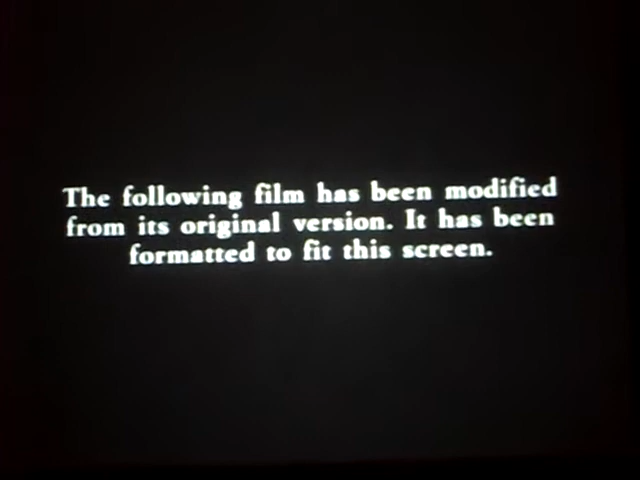 The following film has been modified
from its original version. It has been
formatted to fit this screen.